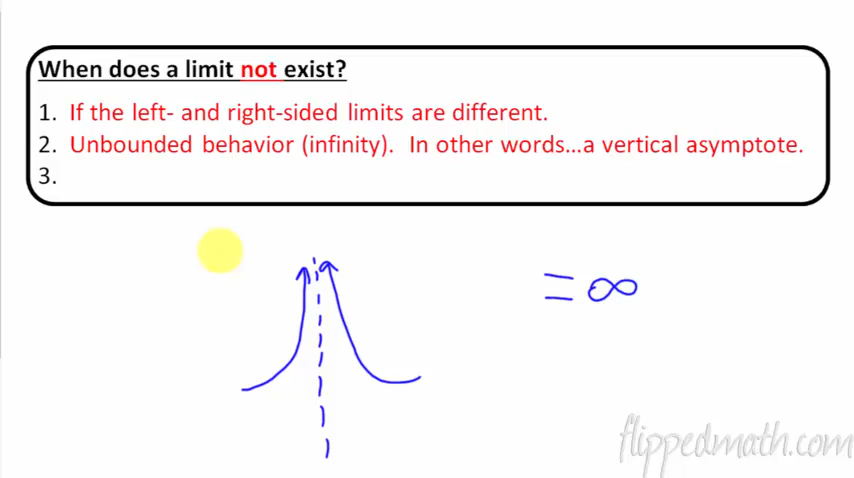 When does a limit not exist?
1. If the left- and right-sided limits are different.
2. Unbounded behavior (infinity). In other words...a vertical asymptote.
3.
= ∞
flippedmath.com